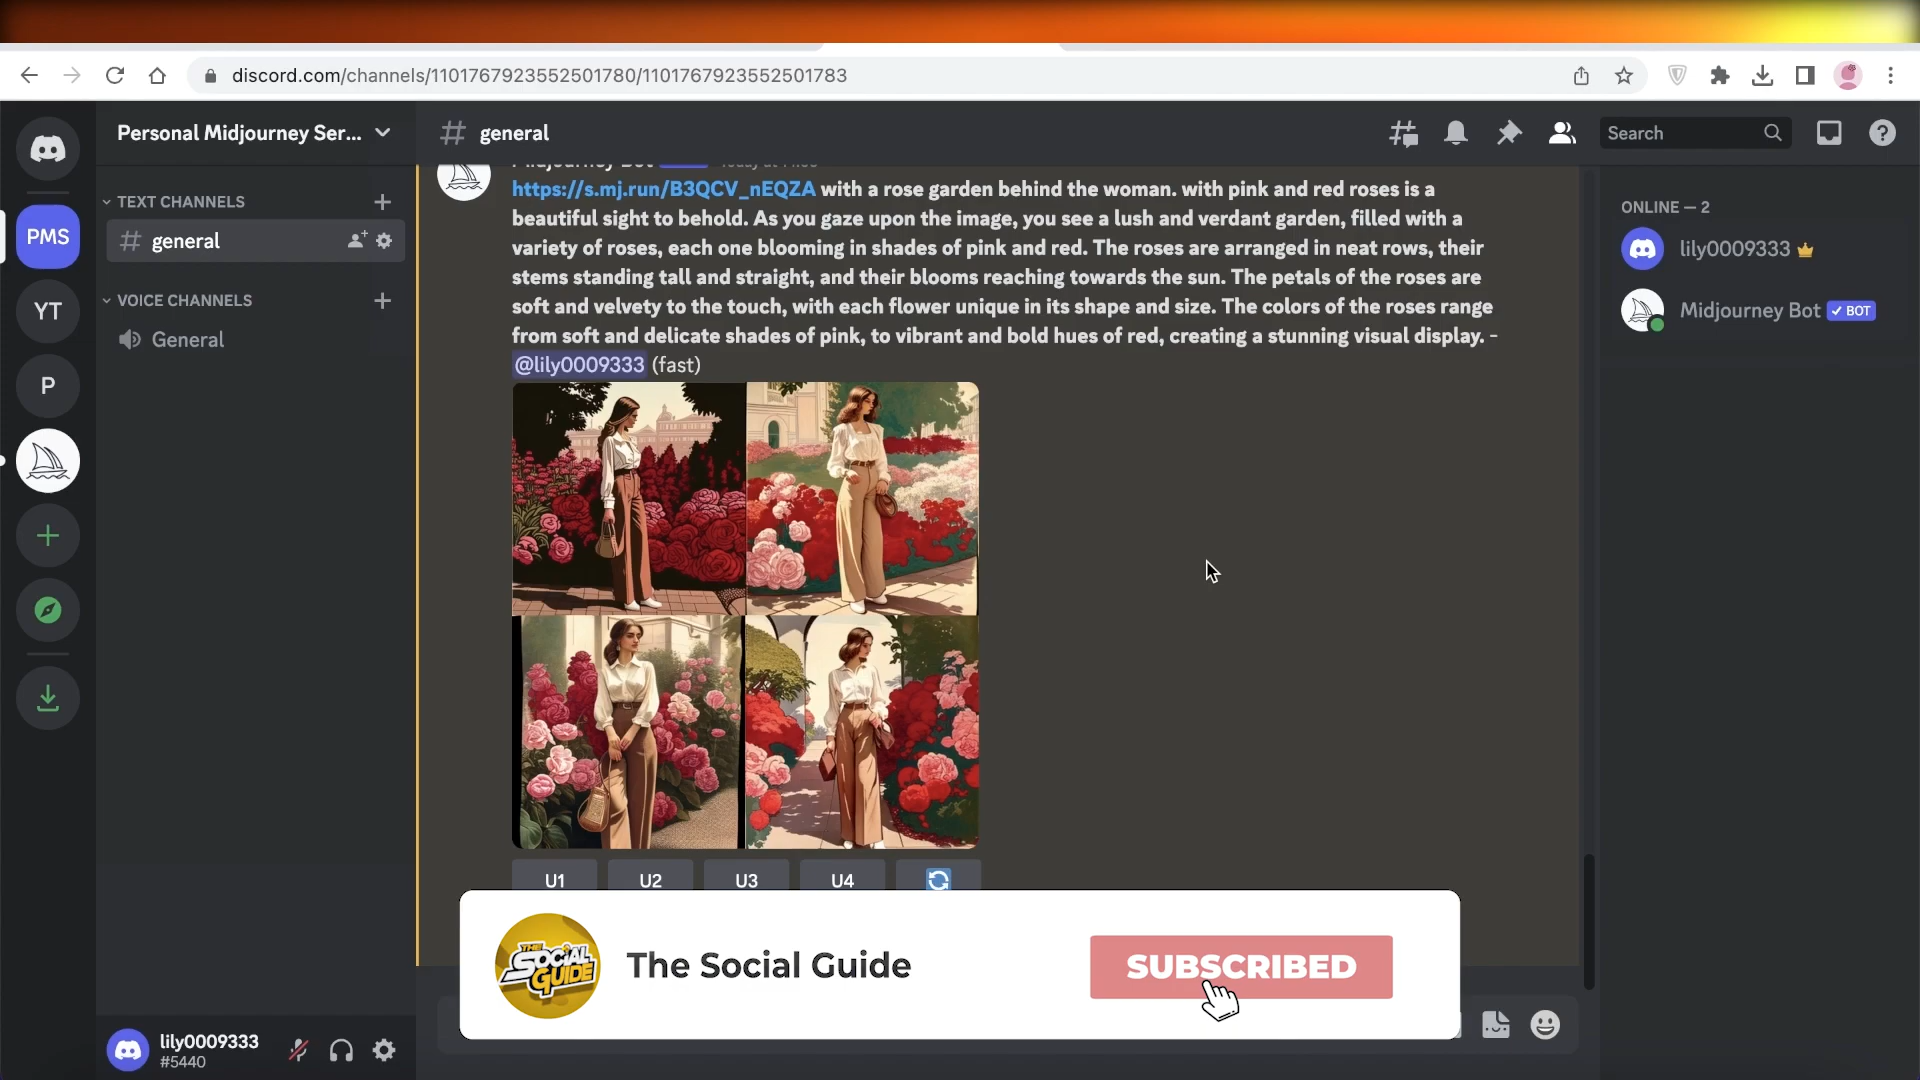 discord.com/channels/1101767923552501780/1101767923552501783
Personal Midjourney Ser...
general
Search
TEXT CHANNELS
general
VOICE CHANNELS
General
PMS
YT
P
https://s.mj.run/B3QCV_nEQZA with a rose garden behind the woman. with pink and red roses is a
beautiful sight to behold. As you gaze upon the image, you see a lush and verdant garden, filled with a
variety of roses, each one blooming in shades of pink and red. The roses are arranged in neat rows, their
stems standing tall and straight, and their blooms reaching towards the sun. The petals of the roses are
soft and velvety to the touch, with each flower unique in its shape and size. The colors of the roses range
from soft and delicate shades of pink, to vibrant and bold hues of red, creating a stunning visual display. -
@lily0009333 (fast)
U1 U2 U3 U4
ONLINE — 2
lily0009333
Midjourney Bot BOT
THE SOCIAL GUIDE
The Social Guide
SUBSCRIBED
lily0009333
#5440